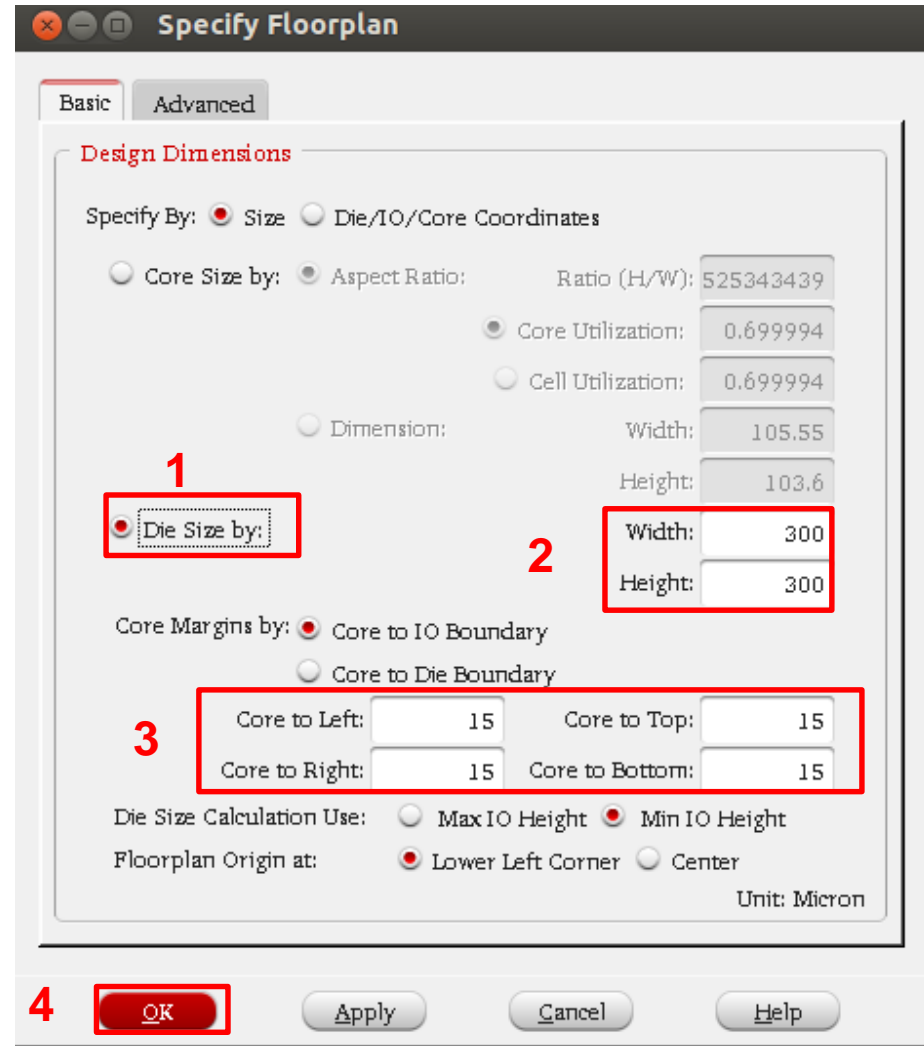 Specify Floorplan
Basic Advanced
Design Dimensions
Specify By: Size Die/IO/Core Coordinates
Core Size by: Aspect Ratio: Ratio (H/W): 525343439
Core Utilization: 0.699994
Cell Utilization: 0.699994
Dimension: Width: 105.55
1
Height: 103.6
Die Size by: Width: 300
2
Height: 300
Core Margins by: Core to IO Boundary
Core to Die Boundary
3
Core to Left: 15 Core to Top: 15
Core to Right: 15 Core to Bottom: 15
Die Size Calculation Use: Max IO Height Min IO Height
Floorplan Origin at: Lower Left Corner Center
Unit: Micron
4 OK Apply Cancel Help